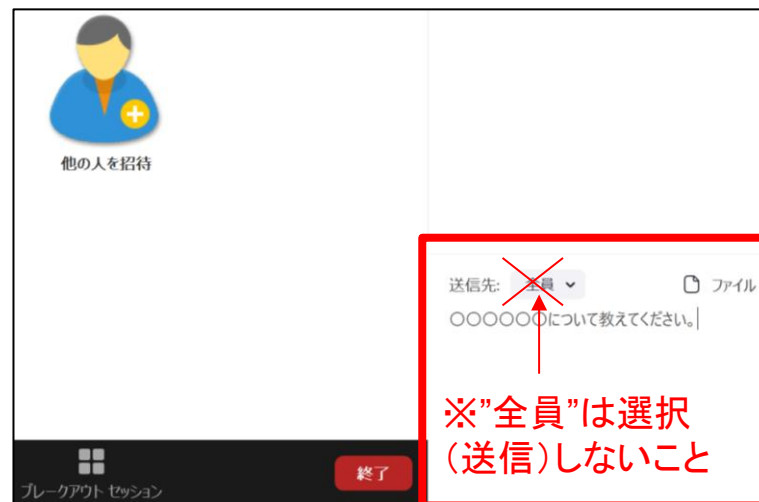 他の人を招待
送信先: 全員
ファイル
〇〇〇〇〇〇について教えてください。
※”全員”は選択
(送信)しないこと
終了
ブレークアウト セッション